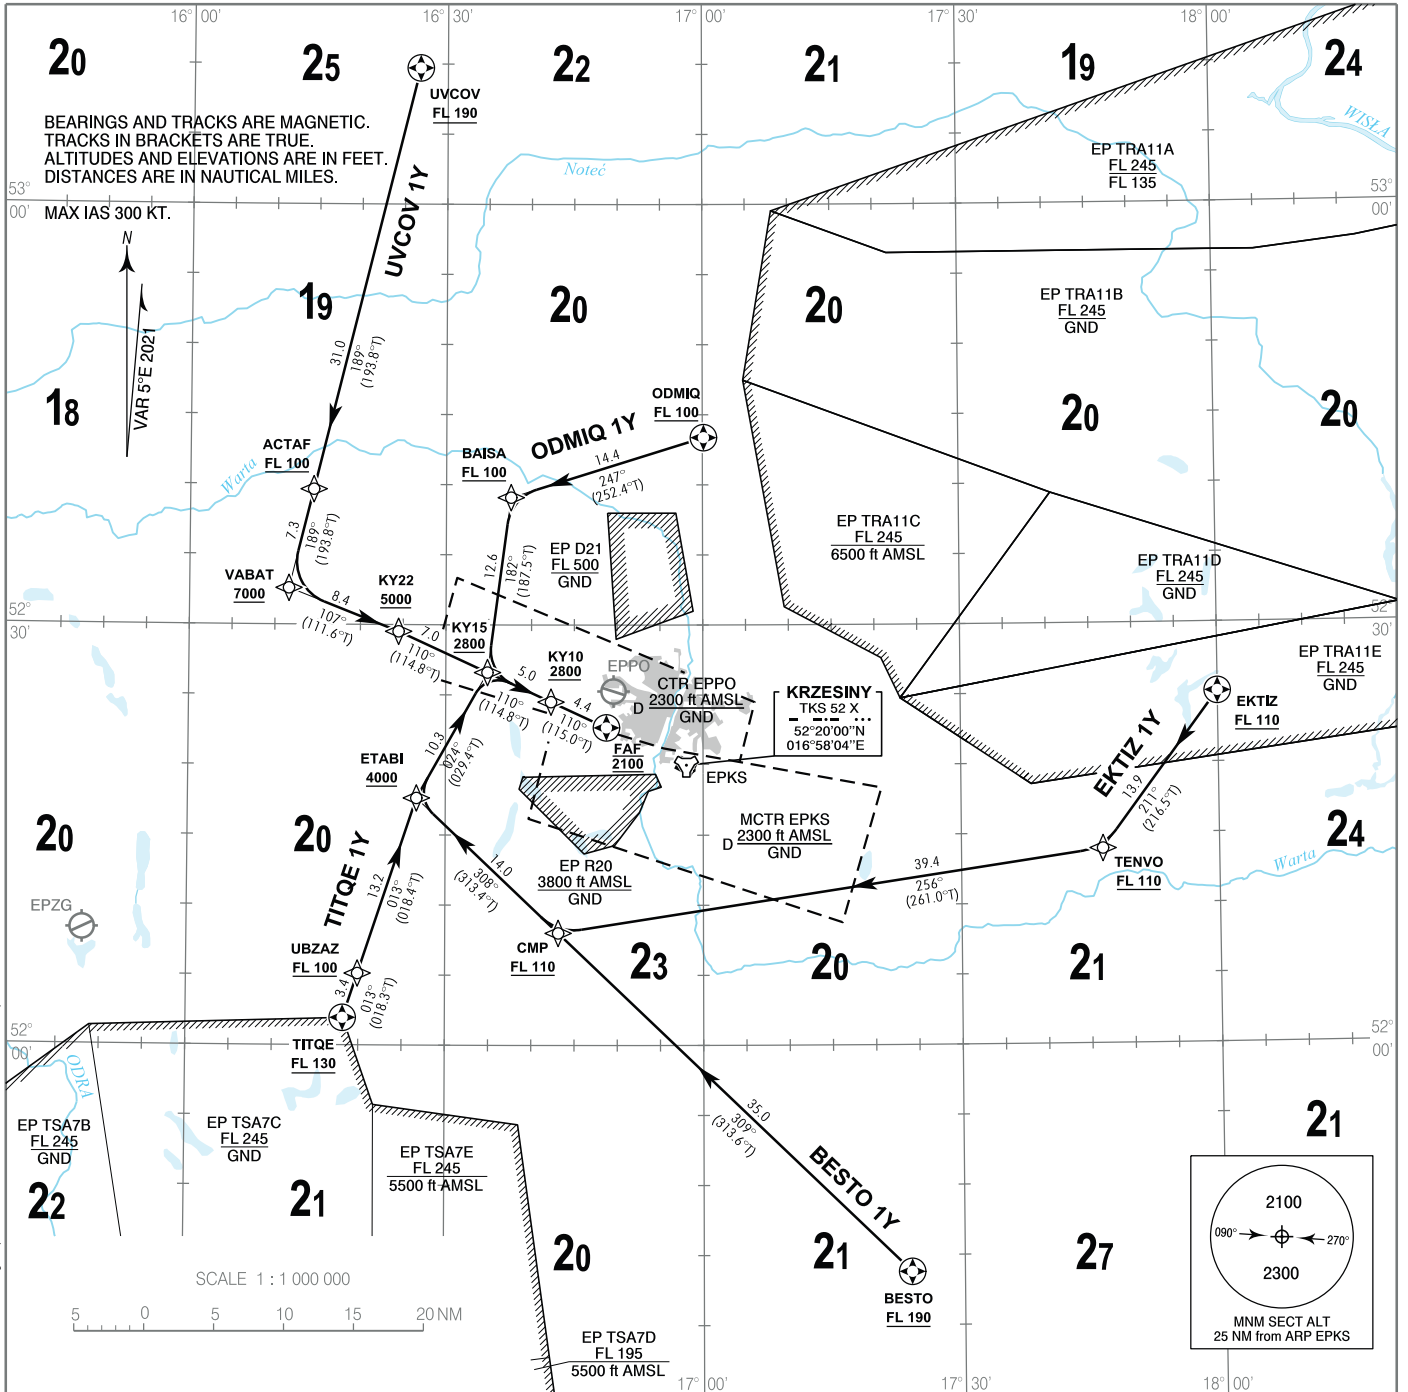 16° 00'
16° 30'
17° 00'
17° 30'
18° 00'
20
25
22
21
19
24
UVCOV
FL 190
WISŁA
BEARINGS AND TRACKS ARE MAGNETIC.
TRACKS IN BRACKETS ARE TRUE.
ALTITUDES AND ELEVATIONS ARE IN FEET.
DISTANCES ARE IN NAUTICAL MILES.
MAX IAS 300 KT.
EP TRA11A
FL 245
FL 135
Noteć
53°
00'
53°
00'
N
VAR 5°E 2021
UVCOV 1Y
31.0
189°
(193.8°T)
19
20
20
EP TRA11B
FL 245
GND
18
20
20
ODMIQ
FL 100
ODMIQ 1Y
14.4
247°
(252.4°T)
ACTAF
FL 100
BAISA
FL 100
Warta
7.3
189°
(193.8°T)
12.6
182°
(187.5°T)
EP D21
FL 500
GND
EP TRA11C
FL 245
6500 ft AMSL
EP TRA11D
FL 245
GND
VABAT
7000
8.4
107°
(111.6°T)
KY22
5000
7.0
110°
(114.8°T)
52°
30'
52°
30'
KY15
2800
5.0
110°
(114.8°T)
KY10
2800
4.4
110°
(115.0°T)
EPPO
CTR EPPO
D 2300 ft AMSL
GND
KRZESINY
TKS 52 X
52°20'00"N
016°58'04"E
EP TRA11E
FL 245
GND
EKTIZ
FL 110
EKTIZ 1Y
13.9
211°
(216.5°T)
FAF
2100
EPKS
ETABI
4000
10.3
024°
(029.4°T)
20
20
24
TITQE 1Y
13.2
013°
(018.4°T)
14.0
308°
(313.4°T)
EP R20
3800 ft AMSL
GND
MCTR EPKS
D 2300 ft AMSL
GND
39.4
256°
(261.0°T)
TENVO
FL 110
Warta
EPZG
UBZAZ
FL 100
CMP
FL 110
23
20
21
3.4
013°
(018.3°T)
TITQE
FL 130
52°
00'
52°
00'
ODRA
EP TSA7B
FL 245
GND
EP TSA7C
FL 245
GND
EP TSA7E
FL 245
5500 ft AMSL
35.0
309°
(313.6°T)
BESTO 1Y
21
22
21
20
21
27
BESTO
FL 190
2100
090°
270°
2300
MNM SECT ALT
25 NM from ARP EPKS
SCALE 1 : 1 000 000
5 0 5 10 15 20 NM
EP TSA7D
FL 195
5500 ft AMSL
17° 00'
17° 30'
18° 00'